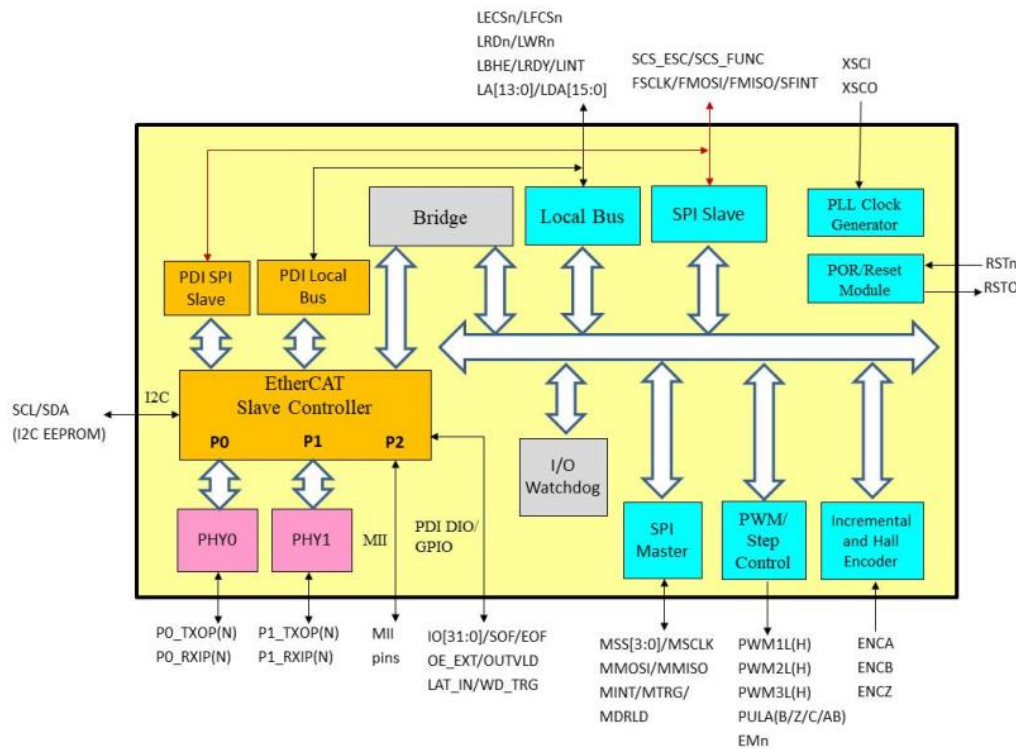 LECSn/LFCSn
LRDn/LWRn
LBHE/LRDY/LINT
LA[13:0]/LDA[15:0]
SCS_ESC/SCS_FUNC
FSCLK/FMOSI/FMISO/SFINT
XSCI
XSCO
Bridge
Local Bus
SPI Slave
PLL Clock
Generator
PDI SPI
Slave
PDI Local
Bus
POR/Reset
Module
RSTn
RSTO
EtherCAT
Slave Controller
P0 P1 P2
I2C
SCL/SDA
(I2C EEPROM)
I/O
Watchdog
PHY0
PHY1
MII
PDI DIO/
GPIO
SPI
Master
PWM/
Step
Control
Incremental
and Hall
Encoder
P0_TXOP(N)
P0_RXIP(N)
P1_TXOP(N)
P1_RXIP(N)
MII
pins
IO[31:0]/SOF/EOF
OE_EXT/OUTVLD
LAT_IN/WD_TRG
MSS[3:0]/MSCLK
MMOSI/MMISO
MINT/MTRG/
MDRLD
PWM1L(H)
PWM2L(H)
PWM3L(H)
PULA(B/Z/C/AB)
EMn
ENCA
ENCB
ENCZ